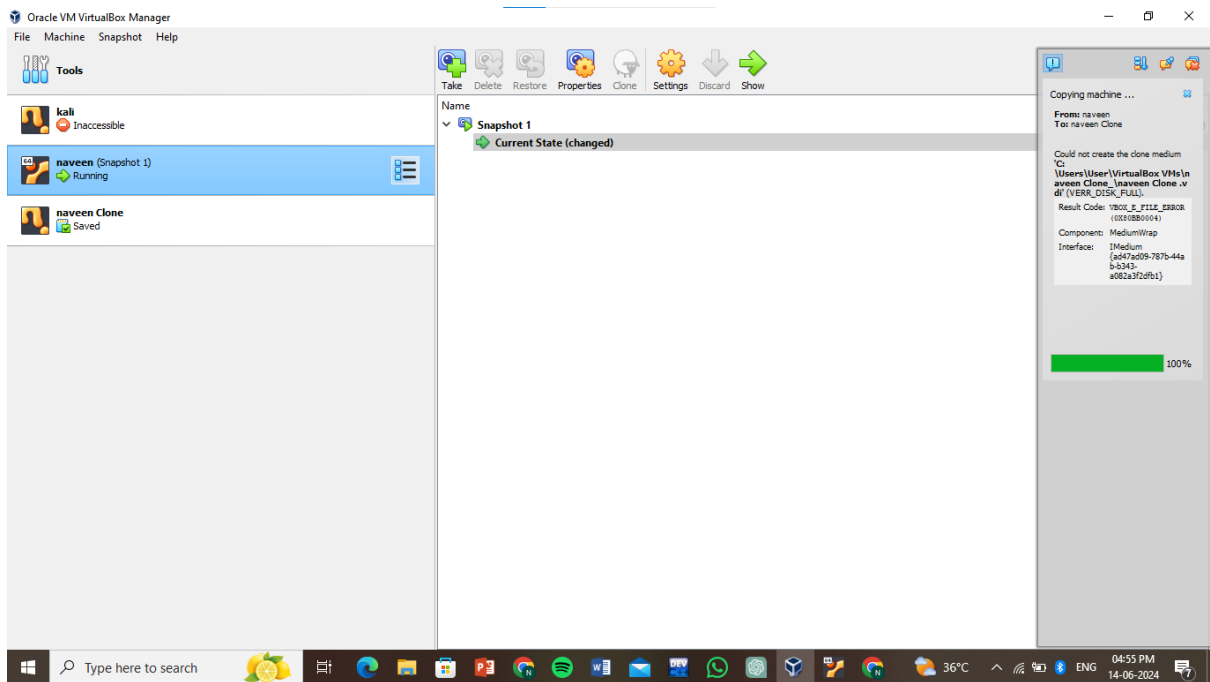 Oracle VM VirtualBox Manager
File Machine Snapshot Help
Tools
Take Delete Restore Properties Clone Settings Discard Show
kali
Inaccessible
64
naveen (Snapshot 1)
Running
naveen Clone
Saved
Name
Snapshot 1
Current State (changed)
Copying machine ...
From: naveen
To: naveen Clone
Could not create the clone medium
'C:
\Users\User\VirtualBox VMs\n
aveen Clone_\naveen Clone .v
di' (VERR_DISK_FULL).
Result Code: VBOX_E_FILE_ERROR
(0X80BB0004)
Component: MediumWrap
Interface: IMedium
{ad47ad09-787b-44a
b-b343-
a082a3f2dfb1}
100%
Type here to search
DEV
36°C
ENG
04:55 PM
14-06-2024
7